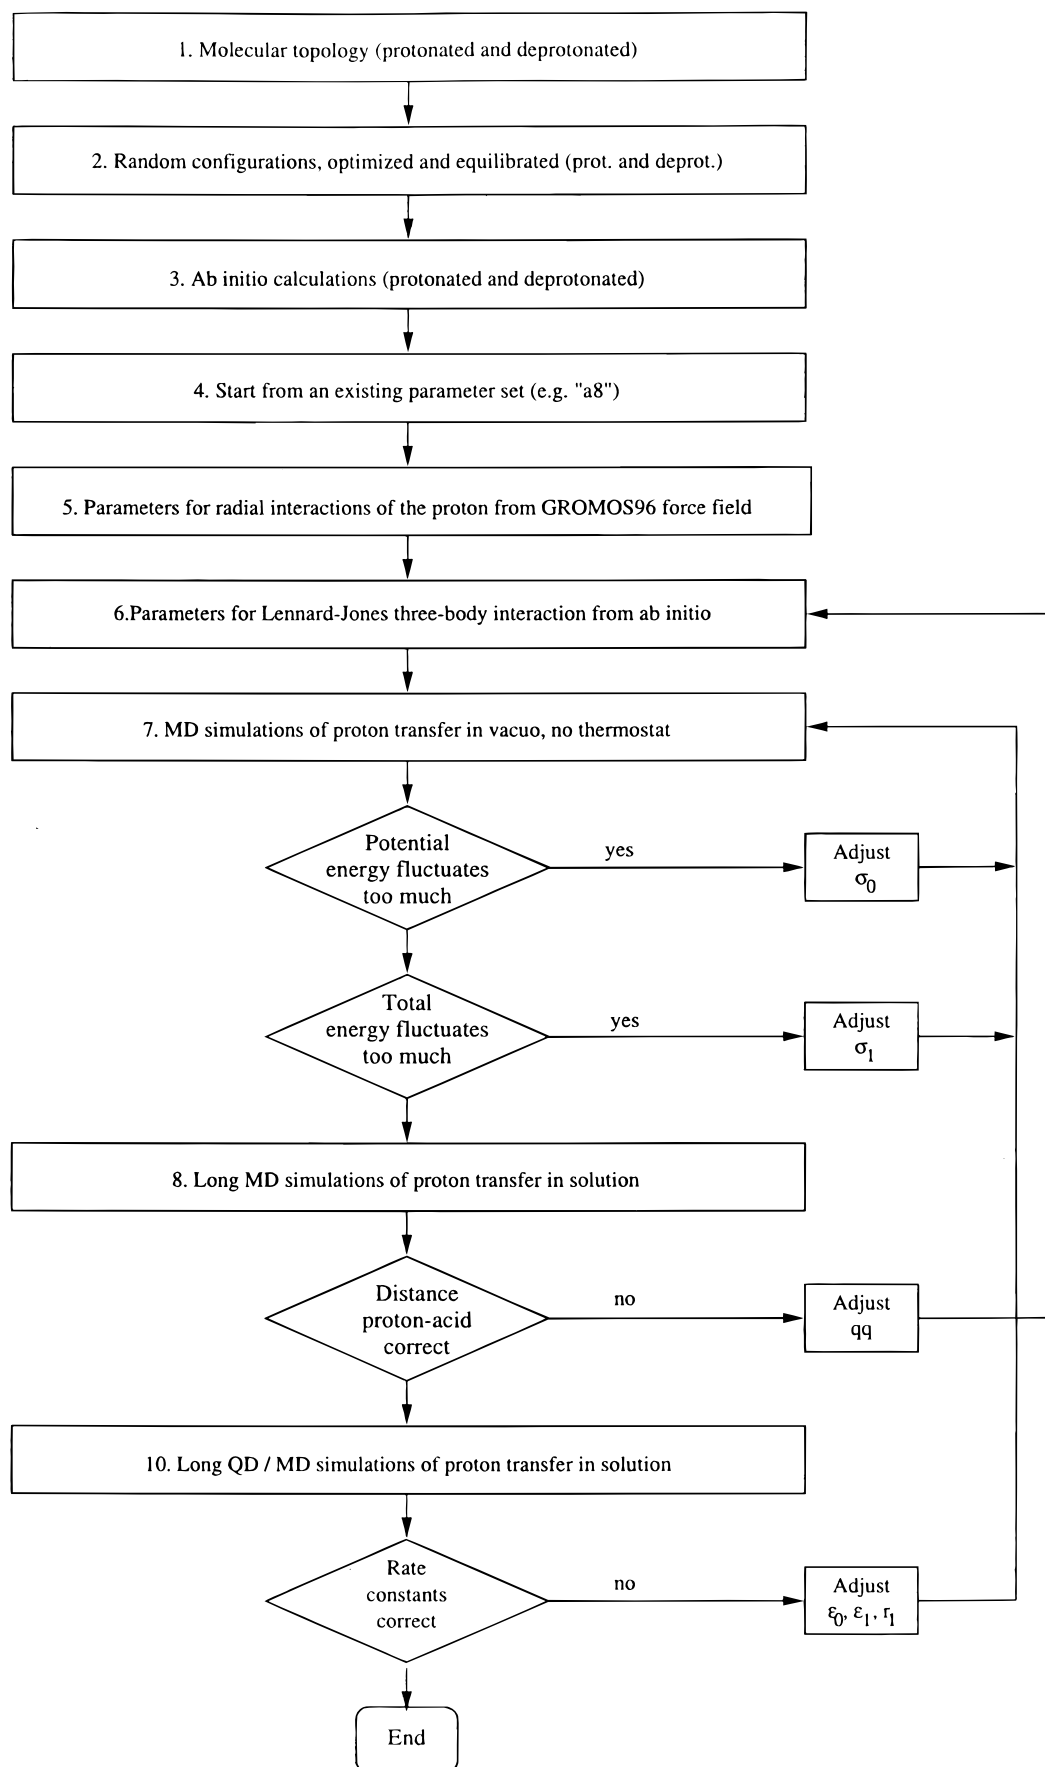 1. Molecular topology (protonated and deprotonated)
2. Random configurations, optimized and equilibrated (prot. and deprot.)
3. Ab initio calculations (protonated and deprotonated)
4. Start from an existing parameter set (e.g. "a8")
5. Parameters for radial interactions of the proton from GROMOS96 force field
6.Parameters for Lennard-Jones three-body interaction from ab initio
7. MD simulations of proton transfer in vacuo, no thermostat
Potential
energy fluctuates
too much
yes
Adjust
σ0
Total
energy fluctuates
too much
yes
Adjust
σ1
8. Long MD simulations of proton transfer in solution
Distance
proton-acid
correct
no
Adjust
qq
10. Long QD / MD simulations of proton transfer in solution
Rate
constants
correct
no
Adjust
ε0, ε1, r1
End